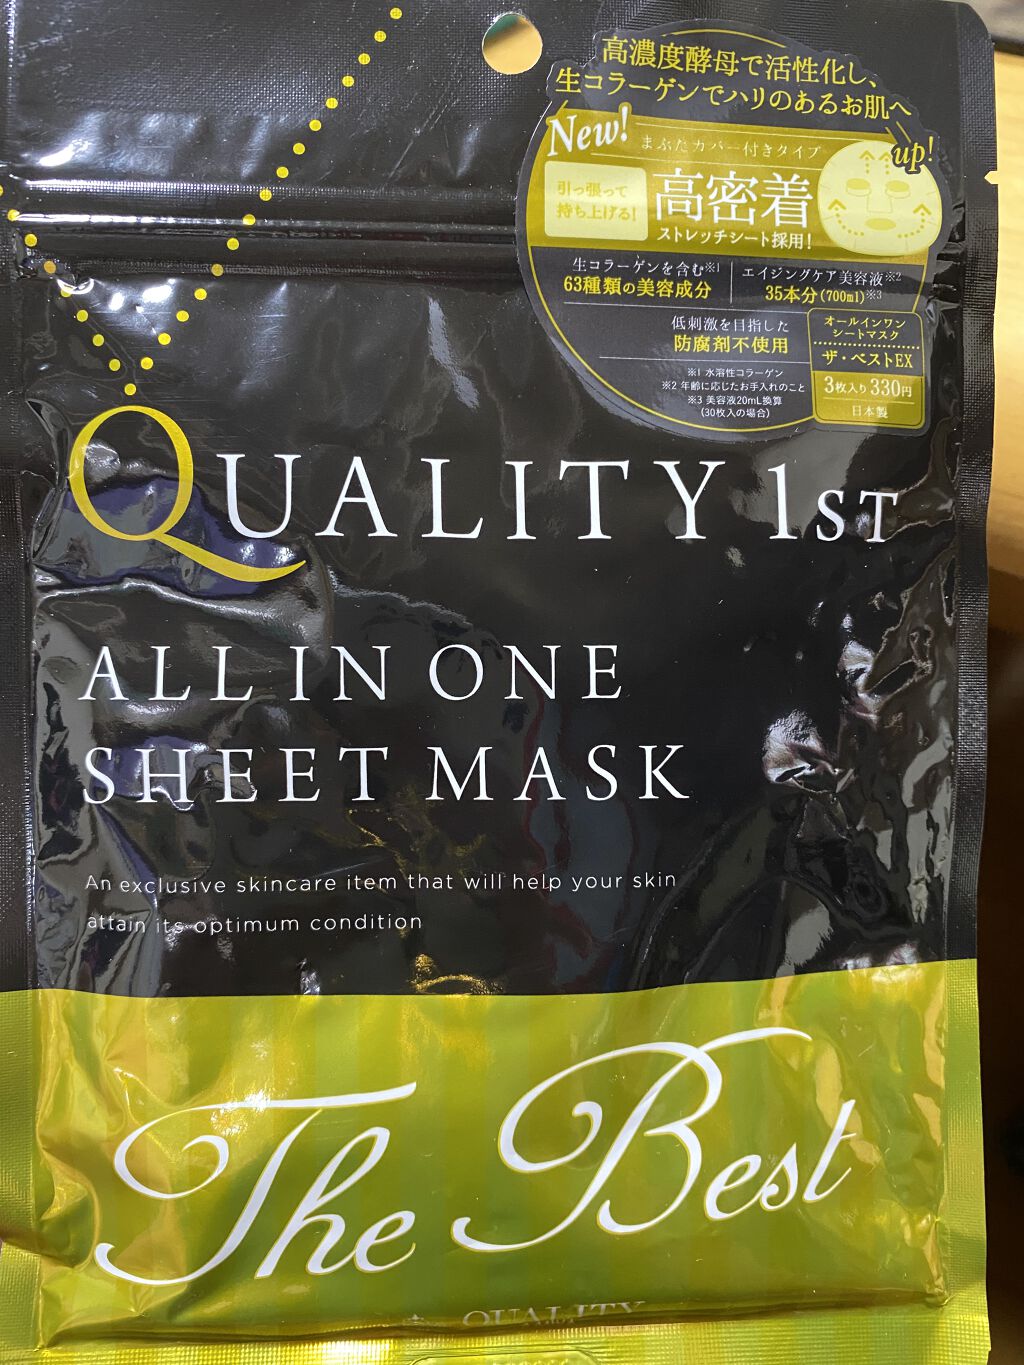 高濃度酵母で活性化し、
生コラーゲンでハリのあるお肌へ
New!
まぶたカバー付きタイプ
up!
引っ張って
持ち上げる!
高密着
ストレッチシート採用!
生コラーゲンを含む※1
63種類の美容成分
エイジングケア美容液※2
35本分(700ml)※3
低刺激を目指した
防腐剤不使用
※1 水溶性コラーゲン
※2 年齢に応じたお手入れのこと
※3 美容液20mL換算
(30枚入の場合)
オールインワン
シートマスク
ザ・ベストEX
3枚入り330円
日本製
QUALITY 1ST
ALL IN ONE
SHEET MASK
An exclusive skincare item that will help your skin
attain its optimum condition
The Best
QUALITY